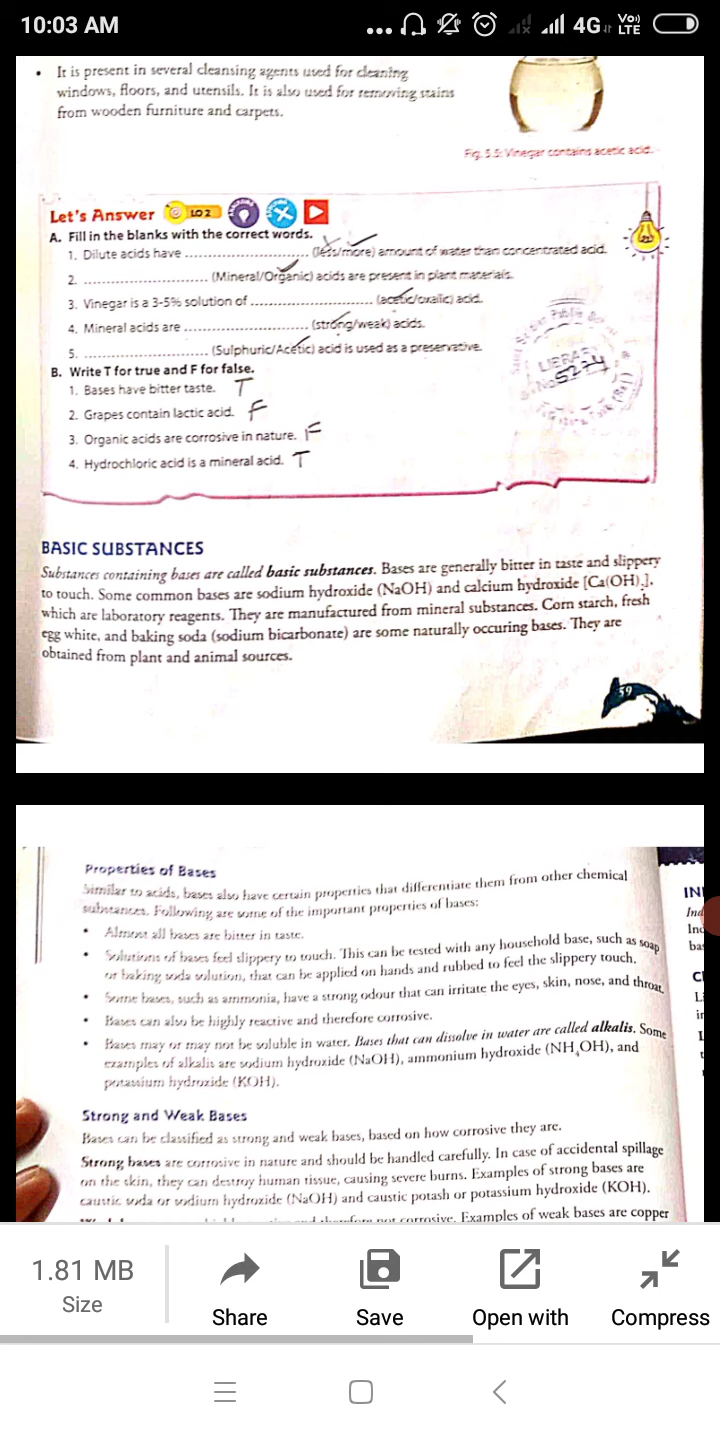 10:03 AM
4G
Vo))
LTE
• It is present in several cleansing agents used for cleaning
windows, floors, and utensils. It is also used for removing stains
from wooden furniture and carpets.
Fig. 5.5: Vinegar contains acetic acid.
Let's Answer LO 2
A. Fill in the blanks with the correct words.
1. Dilute acids have .............................. (less/more) amount of water than concentrated acid.
2. .............................. (Mineral/Organic) acids are present in plant materials.
3. Vinegar is a 3-5% solution of .............................. (acetic/oxalic) acid.
4. Mineral acids are .............................. (strong/weak) acids.
5. .............................. (Sulphuric/Acetic) acid is used as a preservative.
B. Write T for true and F for false.
1. Bases have bitter taste. T
2. Grapes contain lactic acid. F
3. Organic acids are corrosive in nature. F
4. Hydrochloric acid is a mineral acid. T
Public
No 5274
BASIC SUBSTANCES
Substances containing bases are called basic substances. Bases are generally bitter in taste and slippery
to touch. Some common bases are sodium hydroxide (NaOH) and calcium hydroxide [Ca(OH)₂],
which are laboratory reagents. They are manufactured from mineral substances. Corn starch, fresh
egg white, and baking soda (sodium bicarbonate) are some naturally occuring bases. They are
obtained from plant and animal sources.
59
Properties of Bases
Similar to acids, bases also have certain properties that differentiate them from other chemical
substances. Following are some of the important properties of bases:
• Almost all bases are bitter in taste.
• Solutions of bases feel slippery to touch. This can be tested with any household base, such as soap
or baking soda solution, that can be applied on hands and rubbed to feel the slippery touch.
• Some bases, such as ammonia, have a strong odour that can irritate the eyes, skin, nose, and throat.
• Bases can also be highly reactive and therefore corrosive.
• Bases may or may not be soluble in water. Bases that can dissolve in water are called alkalis. Some
examples of alkalis are sodium hydroxide (NaOH), ammonium hydroxide (NH₄OH), and
potassium hydroxide (KOH).
Strong and Weak Bases
Bases can be classified as strong and weak bases, based on how corrosive they are.
Strong bases are corrosive in nature and should be handled carefully. In case of accidental spillage
on the skin, they can destroy human tissue, causing severe burns. Examples of strong bases are
caustic soda or sodium hydroxide (NaOH) and caustic potash or potassium hydroxide (KOH).
not corrosive. Examples of weak bases are copper
1.81 MB
Size
Share
Save
Open with
Compress